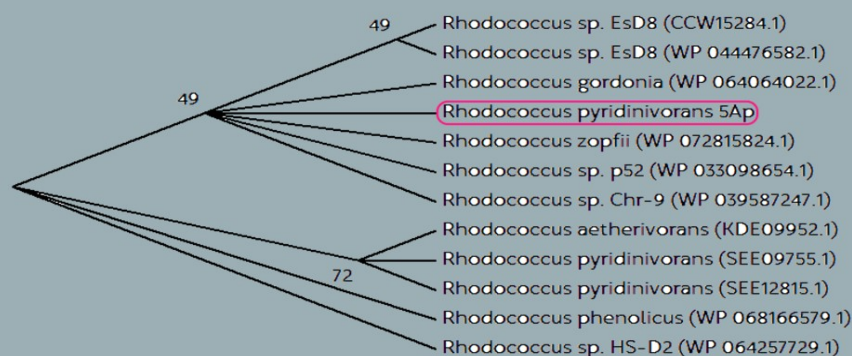 49
Rhodococcus sp. EsD8 (CCW15284.1)
Rhodococcus sp. EsD8 (WP 044476582.1)
Rhodococcus gordonia (WP 064064022.1)
49
Rhodococcus pyridinivorans 5Ap
Rhodococcus zopfii (WP 072815824.1)
Rhodococcus sp. p52 (WP 033098654.1)
Rhodococcus sp. Chr-9 (WP 039587247.1)
Rhodococcus aetherivorans (KDE09952.1)
Rhodococcus pyridinivorans (SEE09755.1)
72
Rhodococcus pyridinivorans (SEE12815.1)
Rhodococcus phenolicus (WP 068166579.1)
Rhodococcus sp. HS-D2 (WP 064257729.1)